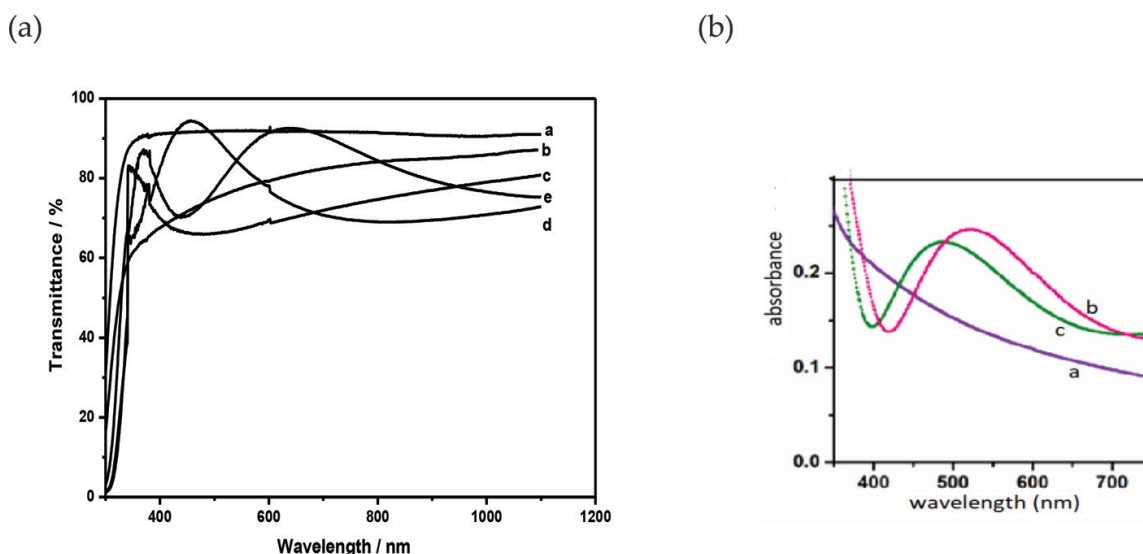 (a)
(b)
100
80
60
40
20
0
Transmittance / %
a
b
c
e
d
400
600
800
1000
1200
Wavelength / nm
0.2
0.1
0.0
absorbance
b
c
a
400
500
600
700
wavelength (nm)